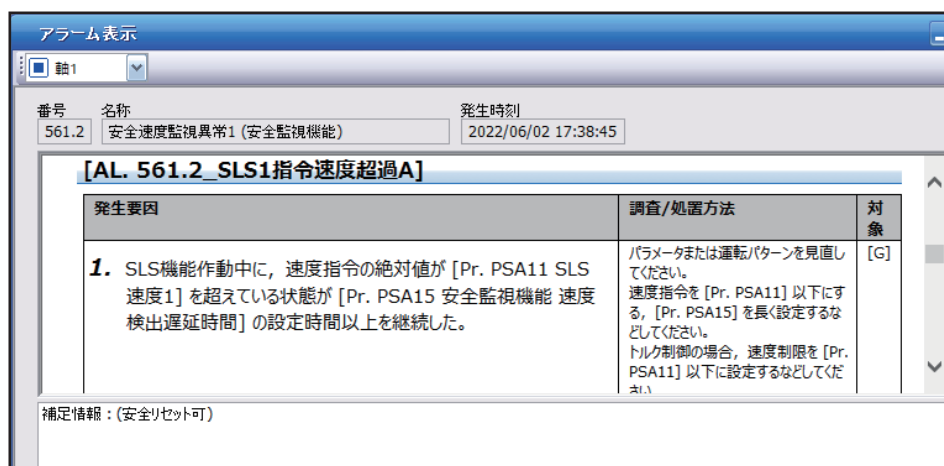 アラーム表示
軸1
番号 名称 発生時刻
561.2 安全速度監視異常1 (安全監視機能) 2022/06/02 17:38:45
[AL. 561.2_SLS1指令速度超過A]
発生要因 調査/処置方法 対象
1. SLS機能作動中に，速度指令の絶対値が [Pr. PSA11 SLS
速度1] を超えている状態が [Pr. PSA15 安全監視機能 速度
検出遅延時間] の設定時間以上を継続した。
パラメータまたは運転パターンを見直し
てください。
速度指令を [Pr. PSA11] 以下にす
る，[Pr. PSA15] を長く設定するな
どしてください。
トルク制御の場合，速度制限を [Pr.
PSA11] 以下に設定するなどしてくだ
さい
[G]
補足情報：(安全リセット可)